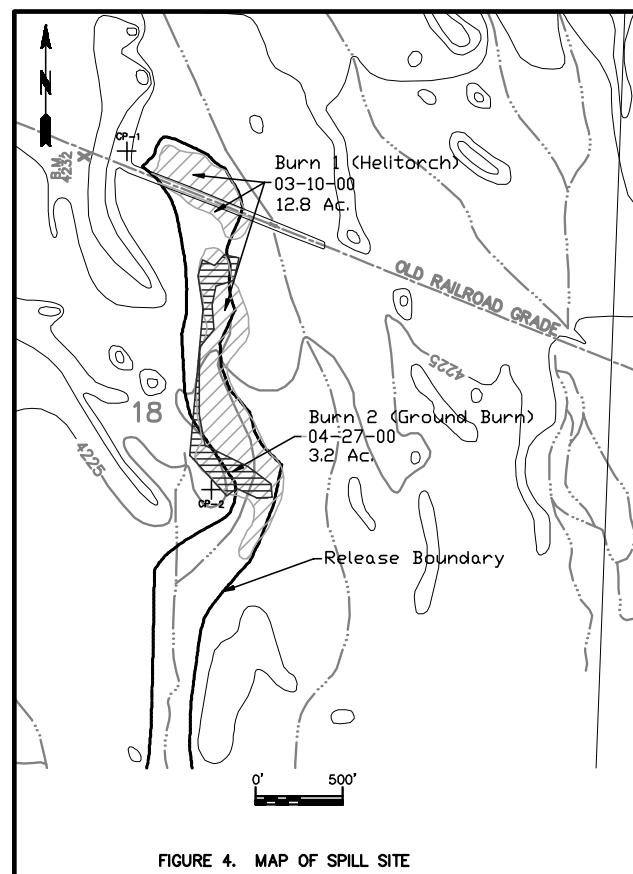 N
CP-1
B.M.
4232
Burn 1 (Helitorch)
03-10-00
12.8 Ac.
OLD RAILROAD GRADE
4225
18
4225
Burn 2 (Ground Burn)
04-27-00
3.2 Ac.
CP-2
Release Boundary
0'
500'
FIGURE 4. MAP OF SPILL SITE